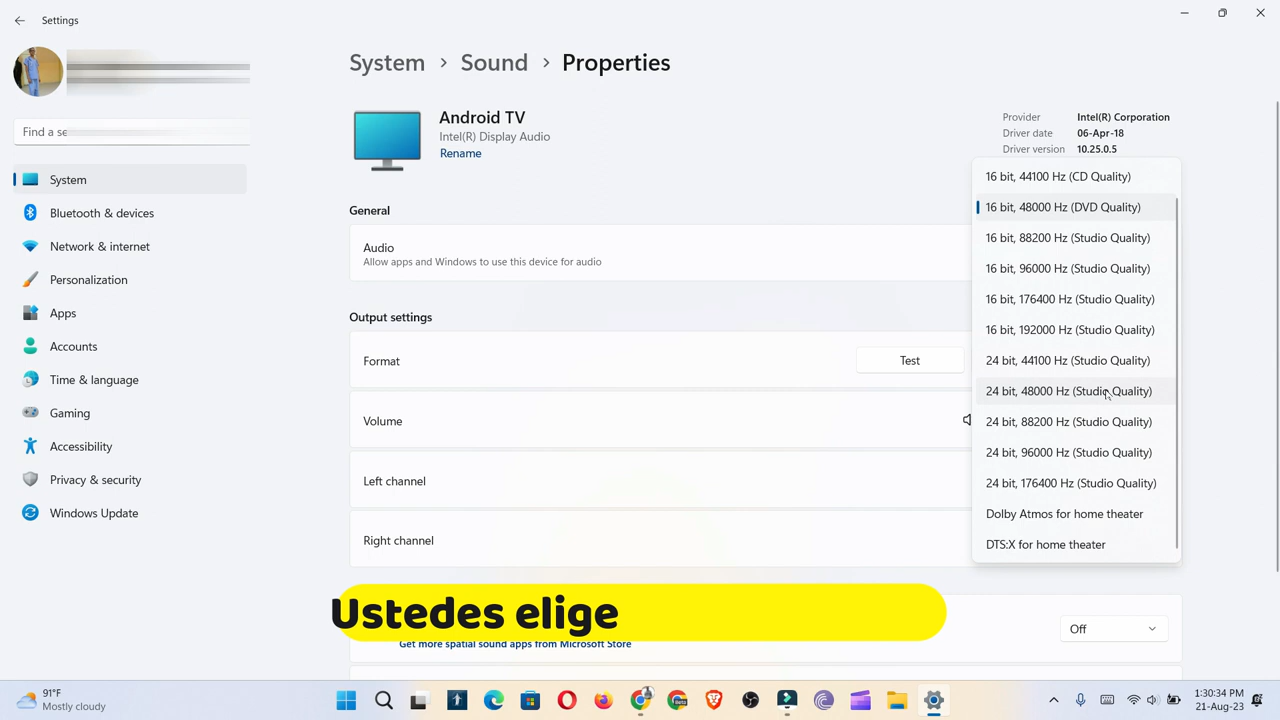 Settings
Find a se
System
Bluetooth & devices
Network & internet
Personalization
Apps
Accounts
Time & language
Gaming
Accessibility
Privacy & security
Windows Update
System > Sound > Properties
Android TV
Intel(R) Display Audio
Rename
Provider Intel(R) Corporation
Driver date 06-Apr-18
Driver version 10.25.0.5
General
Audio
Allow apps and Windows to use this device for audio
Output settings
Format Test
Volume
Left channel
Right channel
16 bit, 44100 Hz (CD Quality)
16 bit, 48000 Hz (DVD Quality)
16 bit, 88200 Hz (Studio Quality)
16 bit, 96000 Hz (Studio Quality)
16 bit, 176400 Hz (Studio Quality)
16 bit, 192000 Hz (Studio Quality)
24 bit, 44100 Hz (Studio Quality)
24 bit, 48000 Hz (Studio Quality)
24 bit, 88200 Hz (Studio Quality)
24 bit, 96000 Hz (Studio Quality)
24 bit, 176400 Hz (Studio Quality)
Dolby Atmos for home theater
DTS:X for home theater
Ustedes elige
Off
Get more spatial sound apps from Microsoft Store
91°F
Mostly cloudy
1:30:34 PM
21-Aug-23